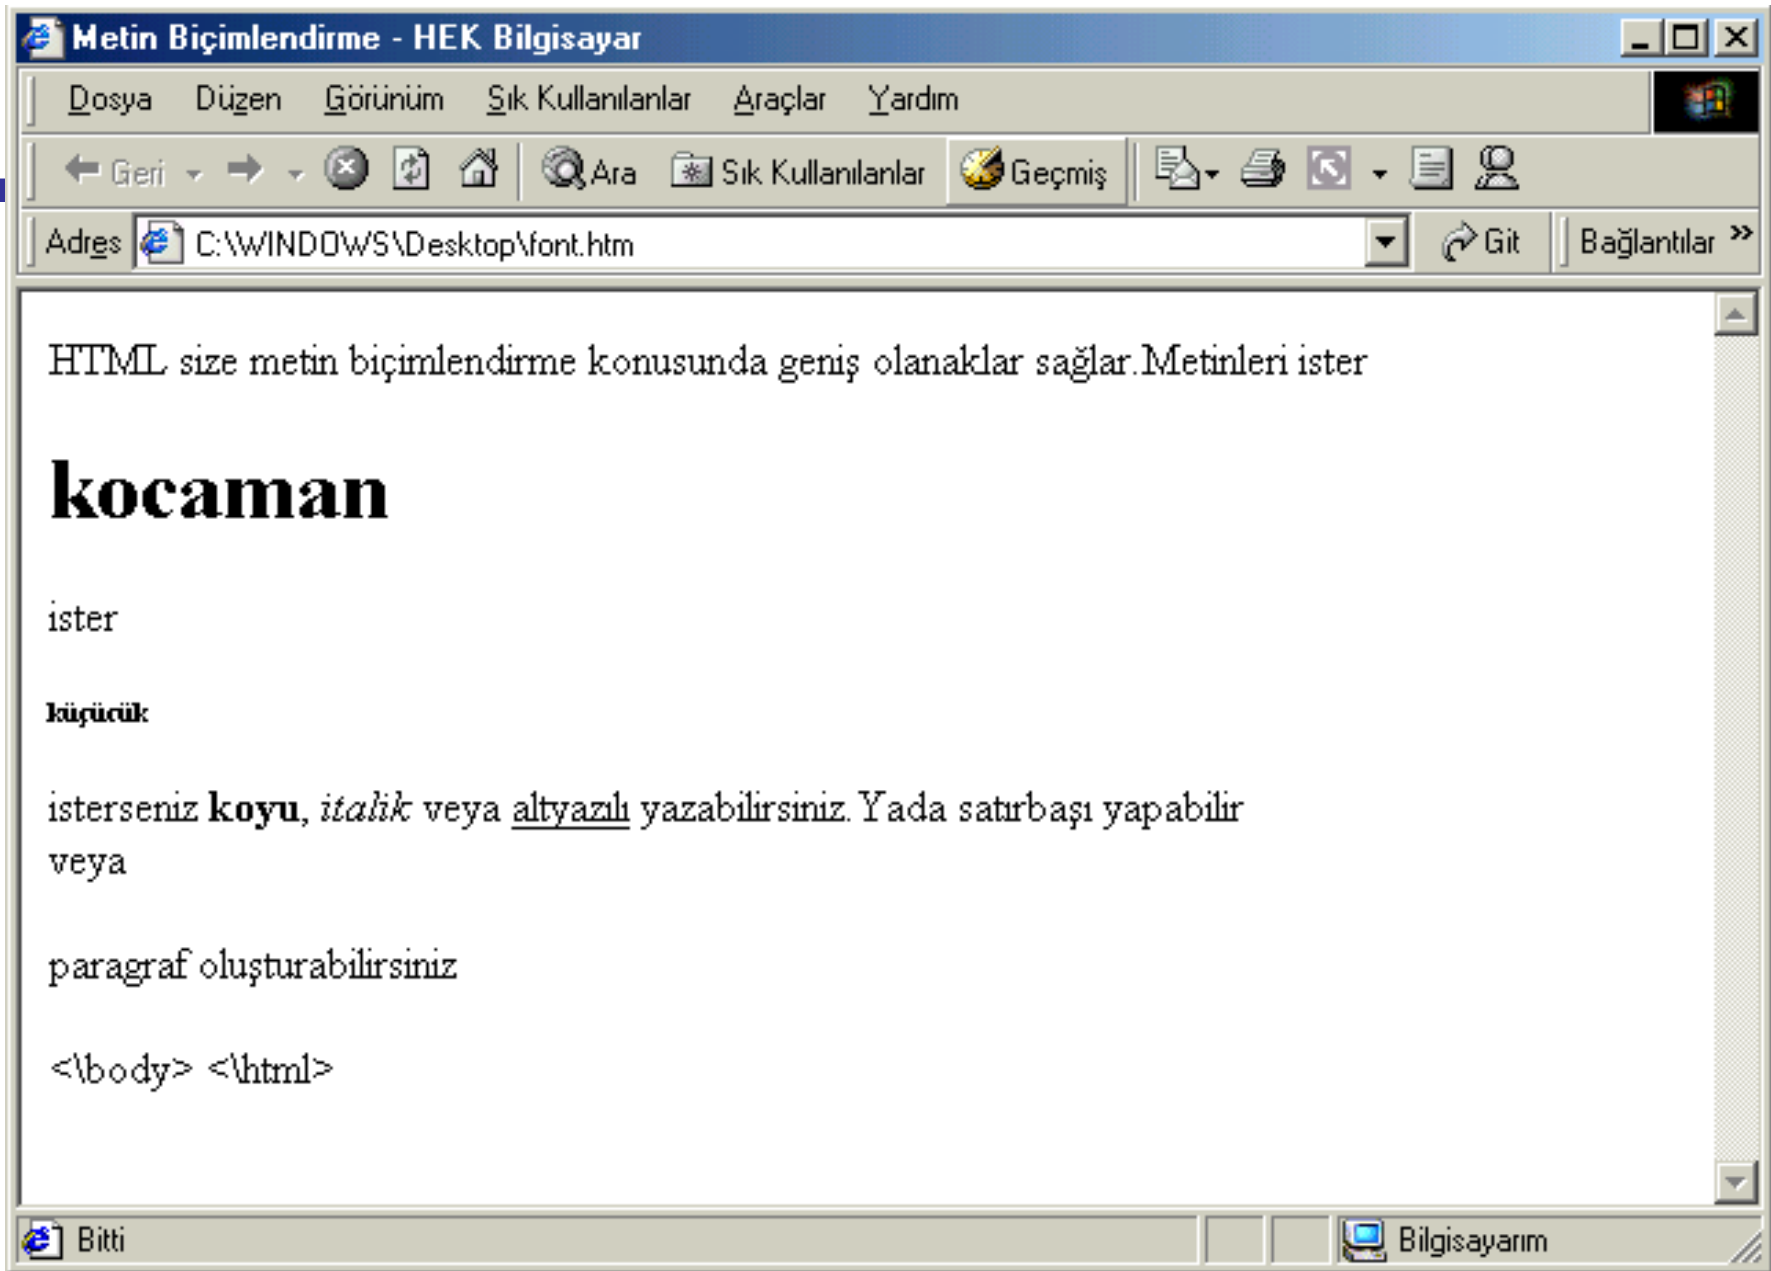 Metin Biçimlendirme - HEK Bilgisayar
Dosya Düzen Görünüm Sık Kullanılanlar Araçlar Yardım
Geri Ara Sık Kullanılanlar Geçmiş
Adres C:\WINDOWS\Desktop\font.htm Git Bağlantılar »
HTML size metin biçimlendirme konusunda geniş olanaklar sağlar.Metinleri ister
kocaman
ister
küçücük
isterseniz koyu, italik veya altyazılı yazabilirsiniz. Yada satırbaşı yapabilir
veya
paragraf oluşturabilirsiniz
<\body> <\html>
Bitti Bilgisayarım